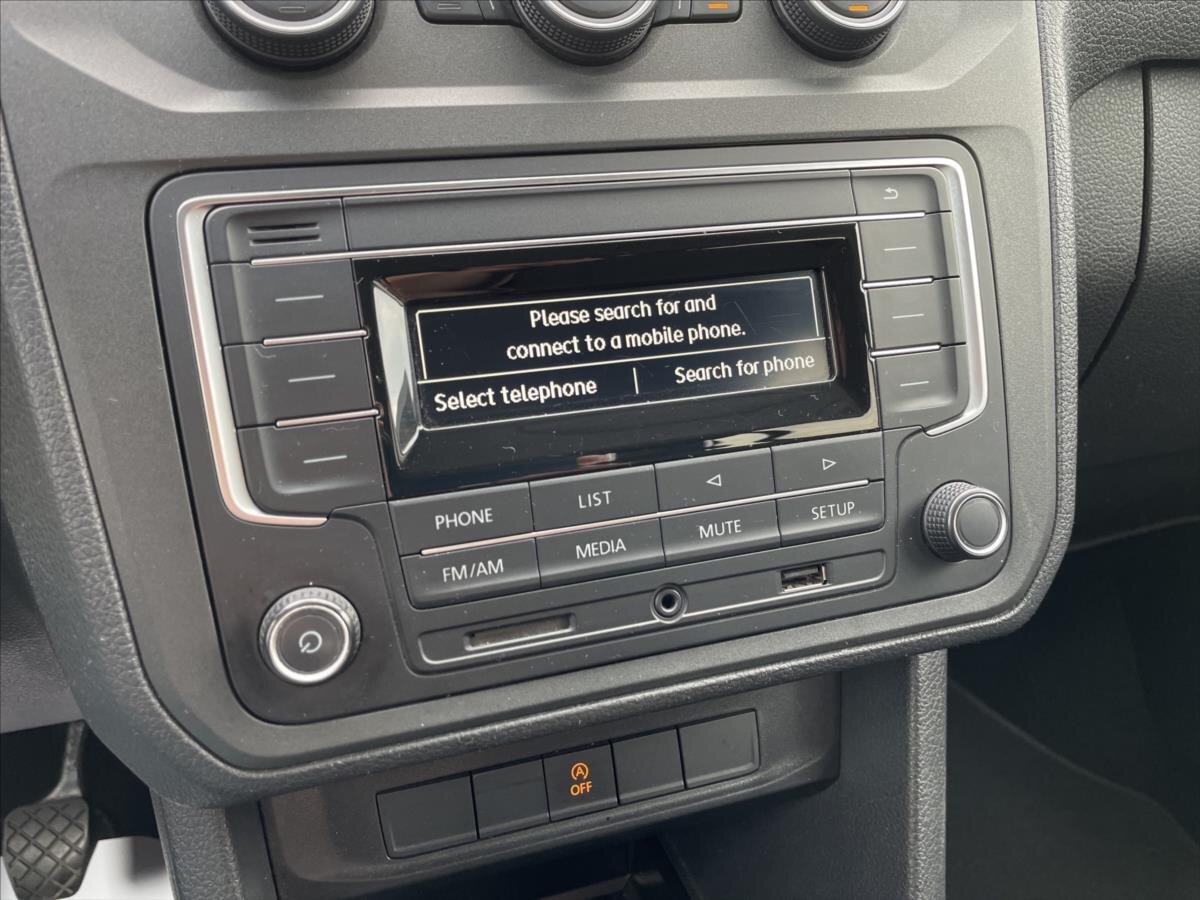 Please search for and
connect to a mobile phone.
Select telephone | Search for phone
PHONE LIST
FM/AM MEDIA MUTE SETUP
A
OFF